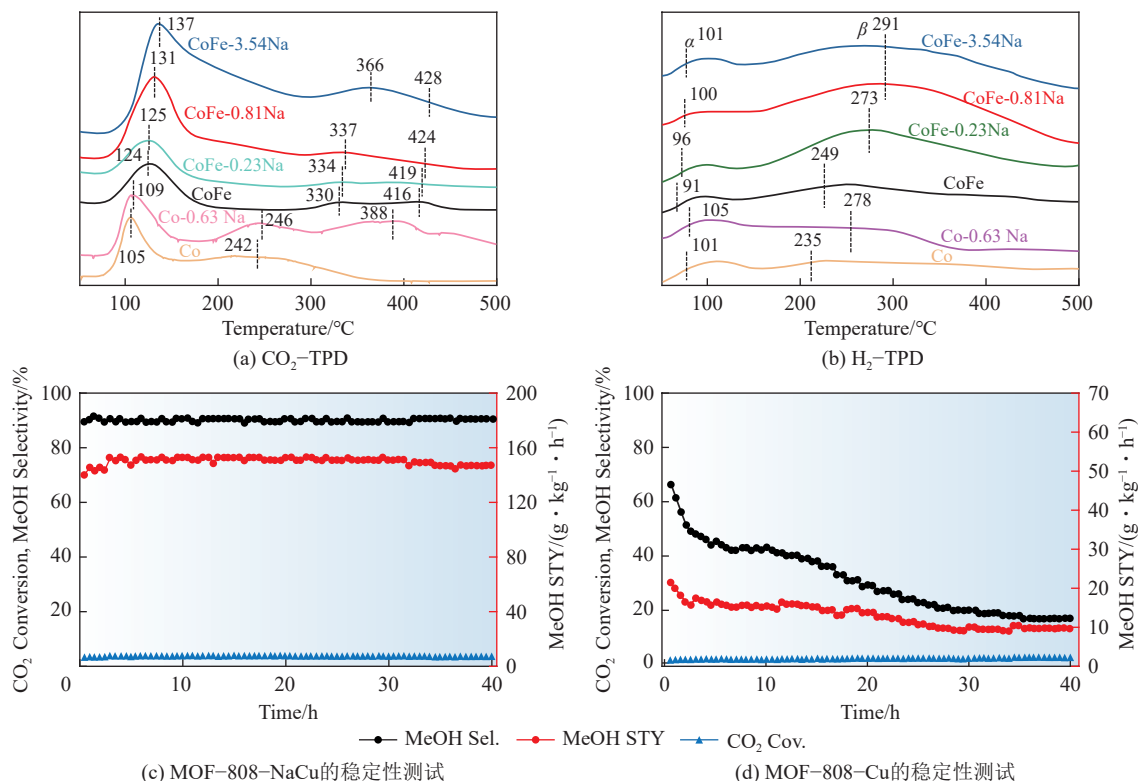 137
131
366
428
CoFe-3.54Na
125
CoFe-0.81Na
337
424
124
CoFe-0.23Na
334
419
109
CoFe
330
416
Co-0.63 Na
246
388
105
242
Co
100 200 300 400 500
Temperature/°C
(a) CO₂−TPD
α 101
β 291
CoFe-3.54Na
100
273
CoFe-0.81Na
96
249
CoFe-0.23Na
91
CoFe
105
278
Co-0.63 Na
101
235
Co
100 200 300 400 500
Temperature/°C
(b) H₂−TPD
CO₂ Conversion, MeOH Selectivity/%
100
80
60
40
20
0
MeOH STY/(g·kg⁻¹·h⁻¹)
200
160
120
80
40
0
0 10 20 30 40
Time/h
CO₂ Conversion, MeOH Selectivity/%
100
80
60
40
20
0
MeOH STY/(g·kg⁻¹·h⁻¹)
70
60
50
40
30
20
10
0
0 10 20 30 40
Time/h
MeOH Sel. MeOH STY CO₂ Cov.
(c) MOF−808−NaCu的稳定性测试
(d) MOF−808−Cu的稳定性测试